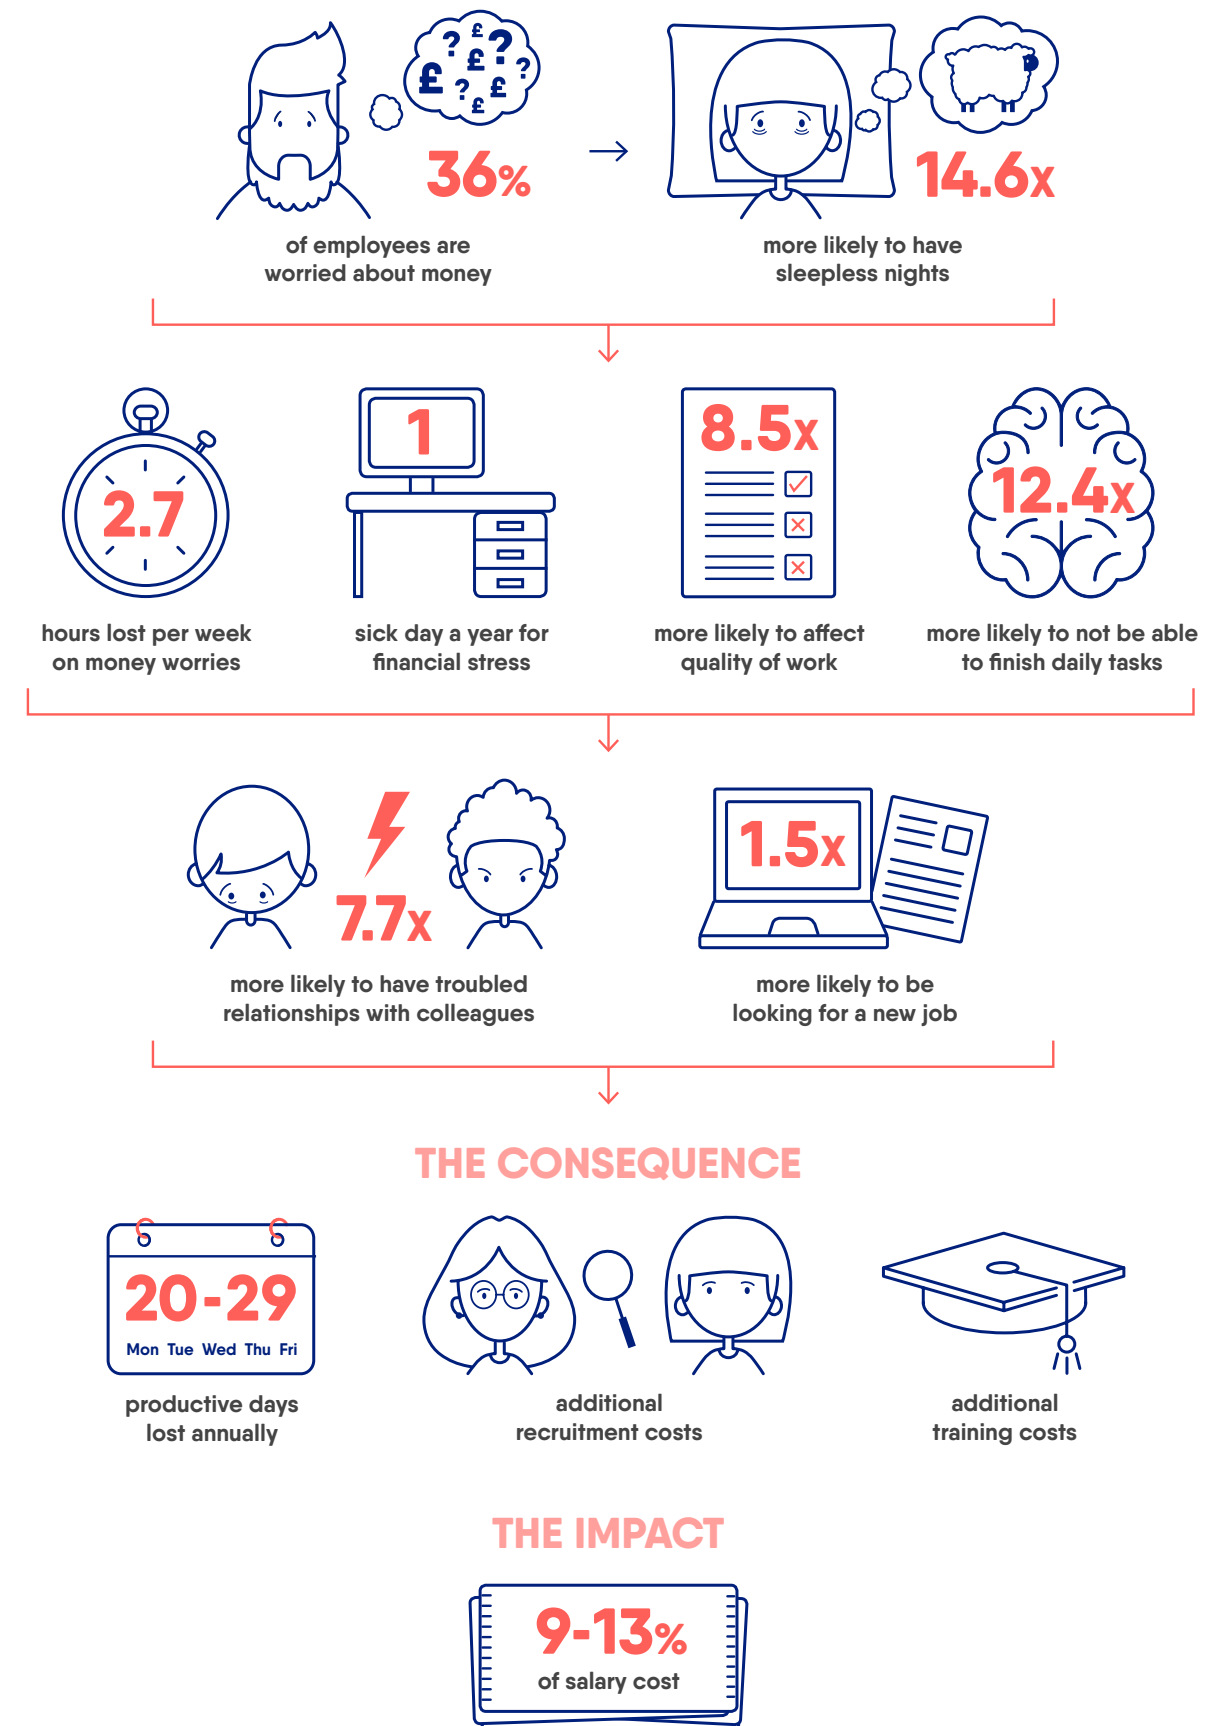 £
? ?
£
£ ?
? £
£
36%
of employees are
worried about money
14.6x
more likely to have
sleepless nights
2.7
hours lost per week
on money worries
1
sick day a year for
financial stress
8.5x
more likely to affect
quality of work
12.4x
more likely to not be able
to finish daily tasks
7.7x
more likely to have troubled
relationships with colleagues
1.5x
more likely to be
looking for a new job
THE CONSEQUENCE
20-29
Mon Tue Wed Thu Fri
productive days
lost annually
additional
recruitment costs
additional
training costs
THE IMPACT
9-13%
of salary cost